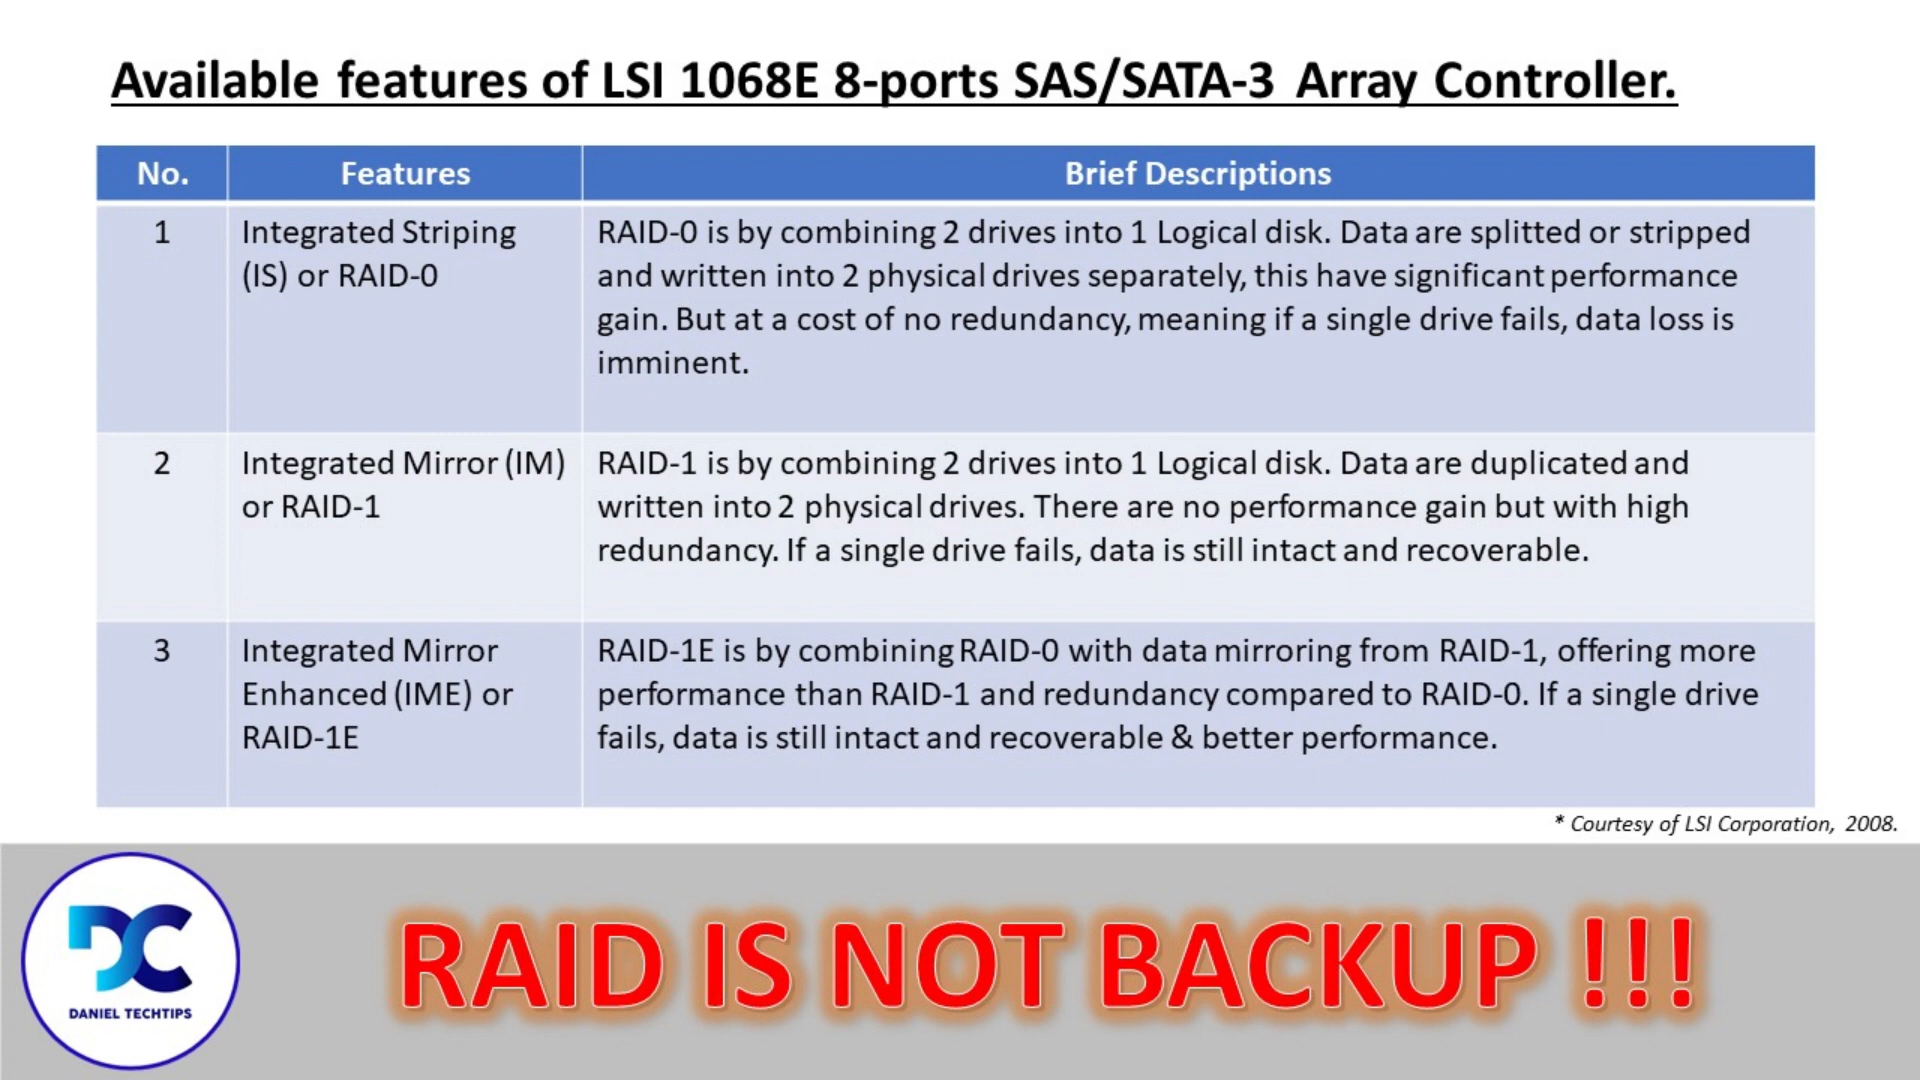 Available features of LSI 1068E 8-ports SAS/SATA-3 Array Controller.
No.
Features
Brief Descriptions
1
Integrated Striping
(IS) or RAID-0
RAID-0 is by combining 2 drives into 1 Logical disk. Data are splitted or stripped
and written into 2 physical drives separately, this have significant performance
gain. But at a cost of no redundancy, meaning if a single drive fails, data loss is
imminent.
2
Integrated Mirror (IM)
or RAID-1
RAID-1 is by combining 2 drives into 1 Logical disk. Data are duplicated and
written into 2 physical drives. There are no performance gain but with high
redundancy. If a single drive fails, data is still intact and recoverable.
3
Integrated Mirror
Enhanced (IME) or
RAID-1E
RAID-1E is by combining RAID-0 with data mirroring from RAID-1, offering more
performance than RAID-1 and redundancy compared to RAID-0. If a single drive
fails, data is still intact and recoverable & better performance.
* Courtesy of LSI Corporation, 2008.
DC
DANIEL TECHTIPS
RAID IS NOT BACKUP !!!